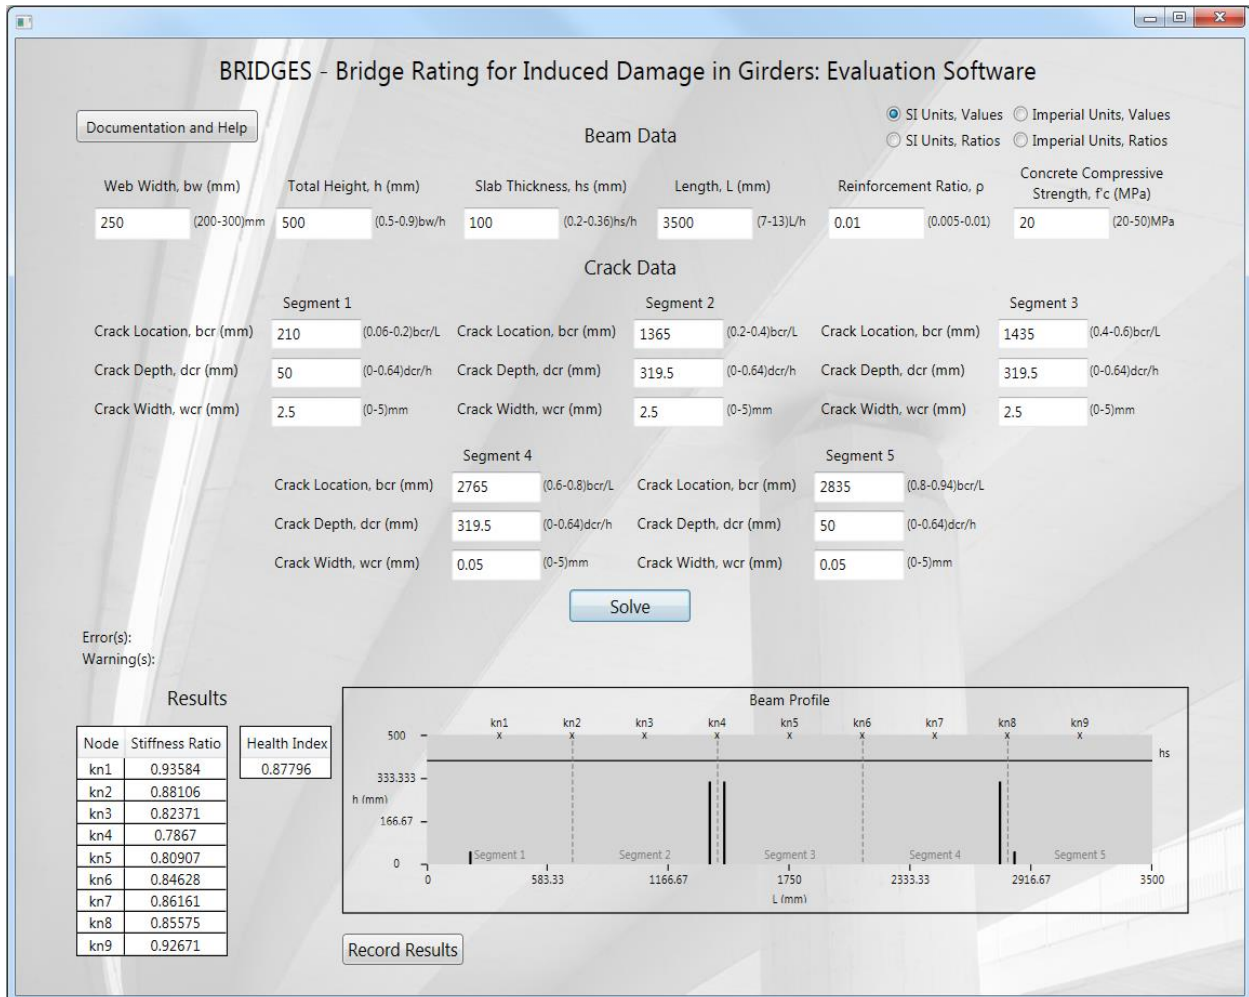 BRIDGES - Bridge Rating for Induced Damage in Girders: Evaluation Software
Documentation and Help
SI Units, Values Imperial Units, Values
SI Units, Ratios Imperial Units, Ratios
Beam Data
Web Width, bw (mm) Total Height, h (mm) Slab Thickness, hs (mm) Length, L (mm) Reinforcement Ratio, ρ Concrete Compressive
Strength, f'c (MPa)
250 (200-300)mm 500 (0.5-0.9)bw/h 100 (0.2-0.36)hs/h 3500 (7-13)L/h 0.01 (0.005-0.01) 20 (20-50)MPa
Crack Data
Segment 1 Segment 2 Segment 3
Crack Location, bcr (mm) 210 (0.06-0.2)bcr/L Crack Location, bcr (mm) 1365 (0.2-0.4)bcr/L Crack Location, bcr (mm) 1435 (0.4-0.6)bcr/L
Crack Depth, dcr (mm) 50 (0-0.64)dcr/h Crack Depth, dcr (mm) 319.5 (0-0.64)dcr/h Crack Depth, dcr (mm) 319.5 (0-0.64)dcr/h
Crack Width, wcr (mm) 2.5 (0-5)mm Crack Width, wcr (mm) 2.5 (0-5)mm Crack Width, wcr (mm) 2.5 (0-5)mm
Segment 4 Segment 5
Crack Location, bcr (mm) 2765 (0.6-0.8)bcr/L Crack Location, bcr (mm) 2835 (0.8-0.94)bcr/L
Crack Depth, dcr (mm) 319.5 (0-0.64)dcr/h Crack Depth, dcr (mm) 50 (0-0.64)dcr/h
Crack Width, wcr (mm) 0.05 (0-5)mm Crack Width, wcr (mm) 0.05 (0-5)mm
Solve
Error(s):
Warning(s):
Results
Node Stiffness Ratio Health Index
kn1 0.93584 0.87796
kn2 0.88106
kn3 0.82371
kn4 0.7867
kn5 0.80907
kn6 0.84628
kn7 0.86161
kn8 0.85575
kn9 0.92671
Beam Profile
kn1 kn2 kn3 kn4 kn5 kn6 kn7 kn8 kn9
x x x x x x x x x
500
hs
333.333
h (mm)
166.67
0
Segment 1 Segment 2 Segment 3 Segment 4 Segment 5
0 583.33 1166.67 1750 2333.33 2916.67 3500
L (mm)
Record Results